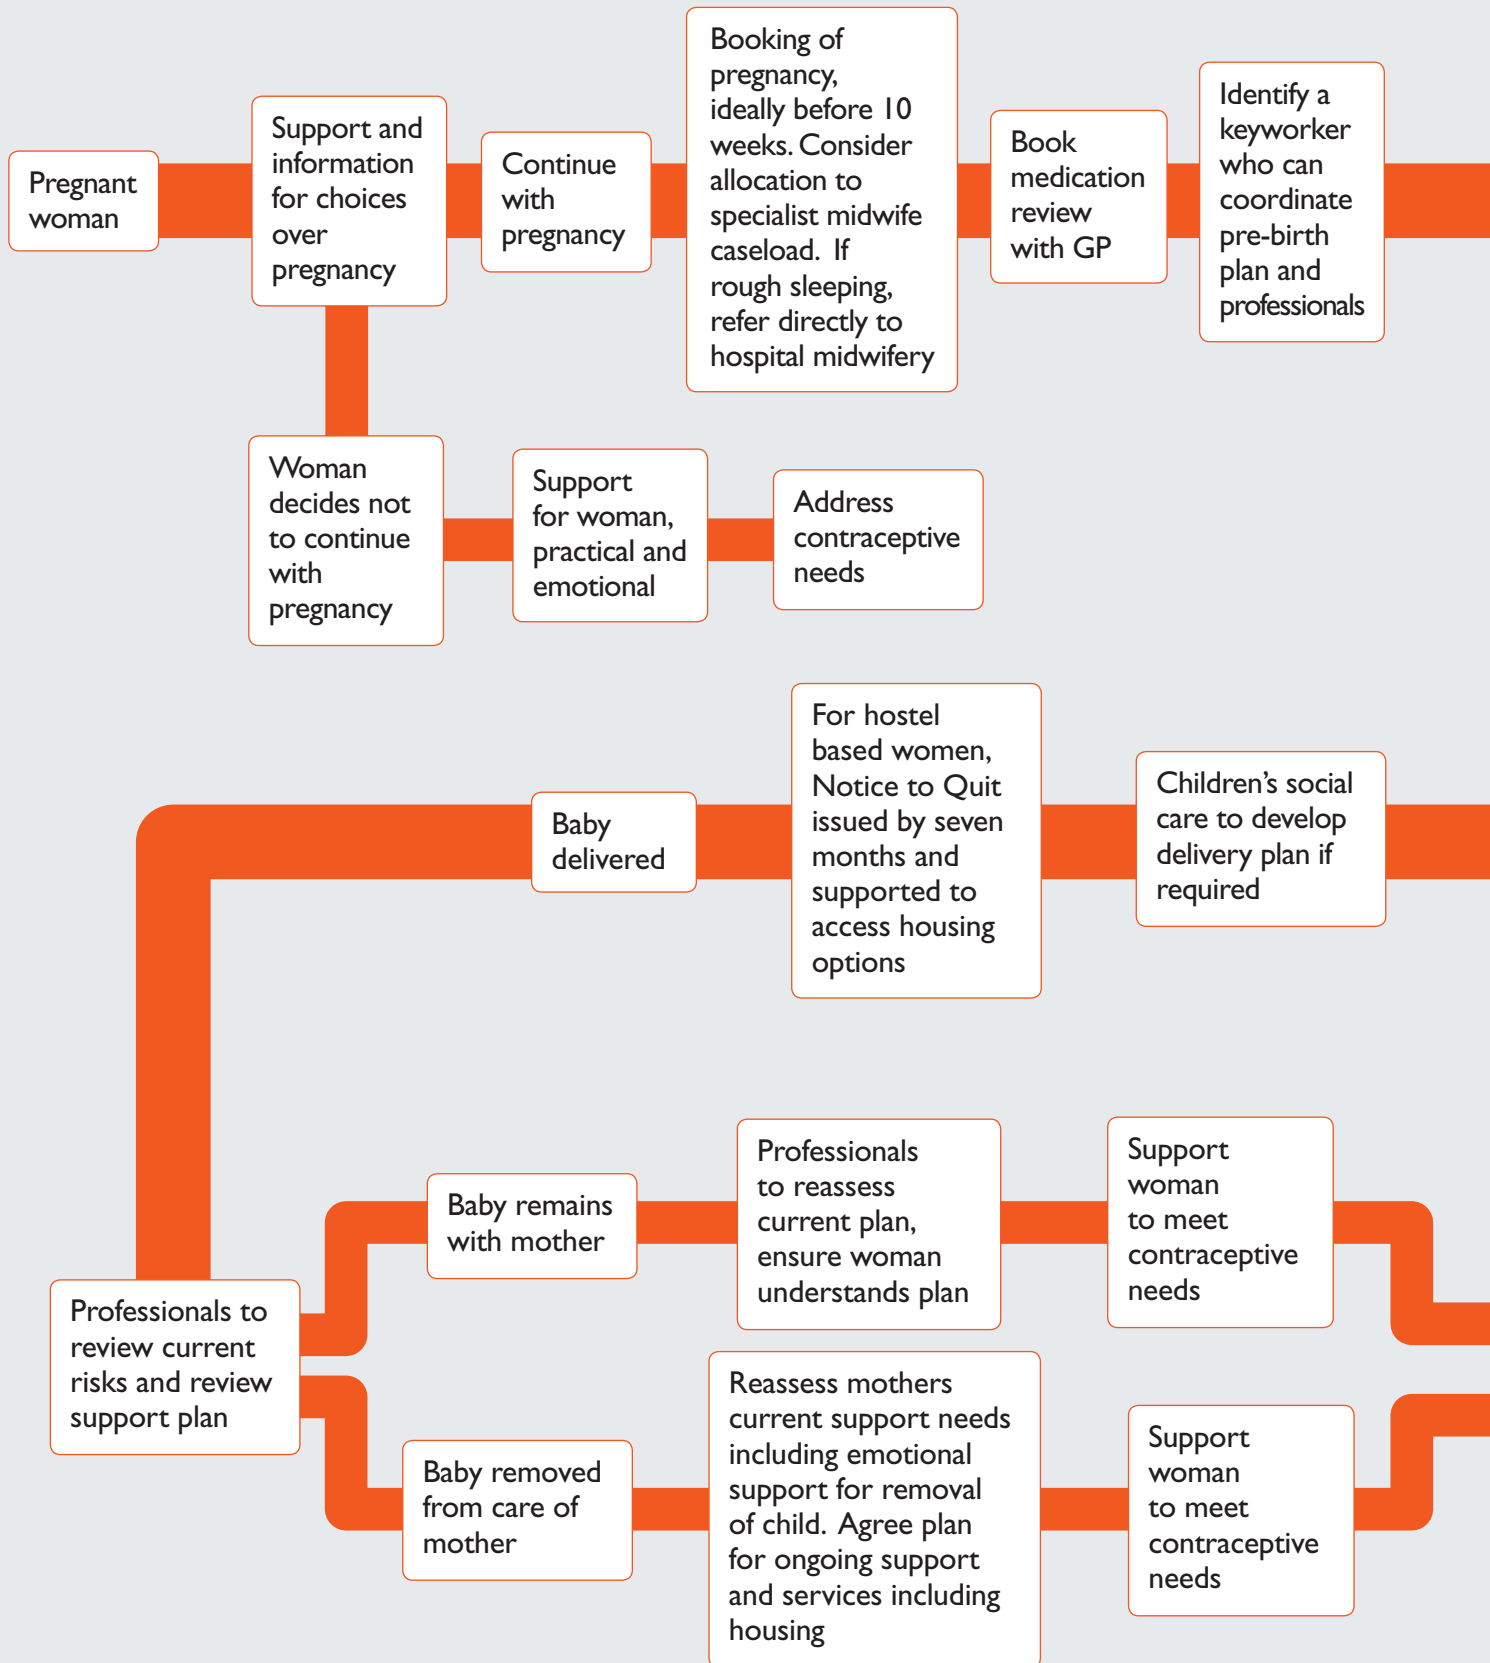 Pregnant
woman
Support and
information
for choices
over
pregnancy
Continue
with
pregnancy
Booking of
pregnancy,
ideally before 10
weeks. Consider
allocation to
specialist midwife
caseload. If
rough sleeping,
refer directly to
hospital midwifery
Book
medication
review
with GP
Identify a
keyworker
who can
coordinate
pre-birth
plan and
professionals
Woman
decides not
to continue
with
pregnancy
Support
for woman,
practical and
emotional
Address
contraceptive
needs
Baby
delivered
For hostel
based women,
Notice to Quit
issued by seven
months and
supported to
access housing
options
Children’s social
care to develop
delivery plan if
required
Professionals to
review current
risks and review
support plan
Baby remains
with mother
Professionals
to reassess
current plan,
ensure woman
understands plan
Support
woman
to meet
contraceptive
needs
Baby removed
from care of
mother
Reassess mothers
current support needs
including emotional
support for removal
of child. Agree plan
for ongoing support
and services including
housing
Support
woman
to meet
contraceptive
needs